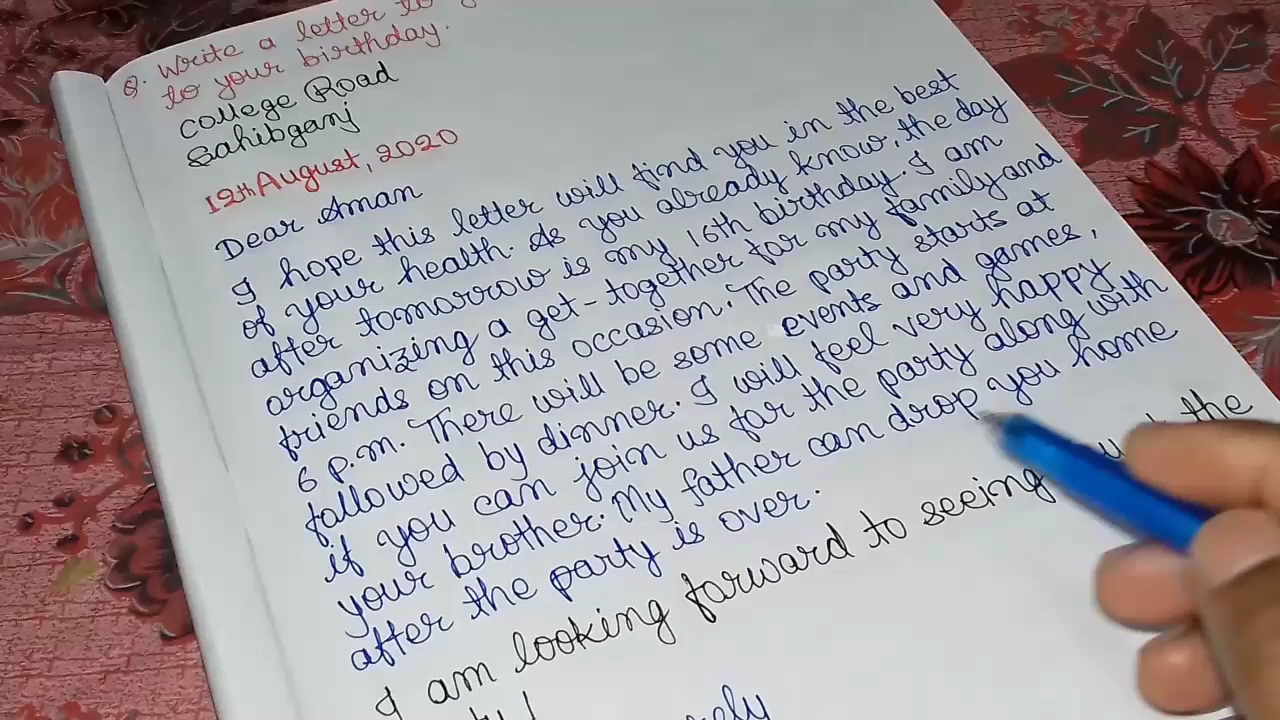 Q. Write a letter to
to your birthday.
College Road
Sahibganj
12th August, 2020
Dear Aman
I hope this letter will find you in the best
of your health. As you already know, the day
after tomorrow is my 16th birthday. I am
organizing a get-together for my family and
friends on this occasion. The party starts at
6 p.m. There will be some events and games,
followed by dinner. I will feel very happy
if you can join us for the party along with
your brother. My father can drop you home
after the party is over.
I am looking forward to seeing the